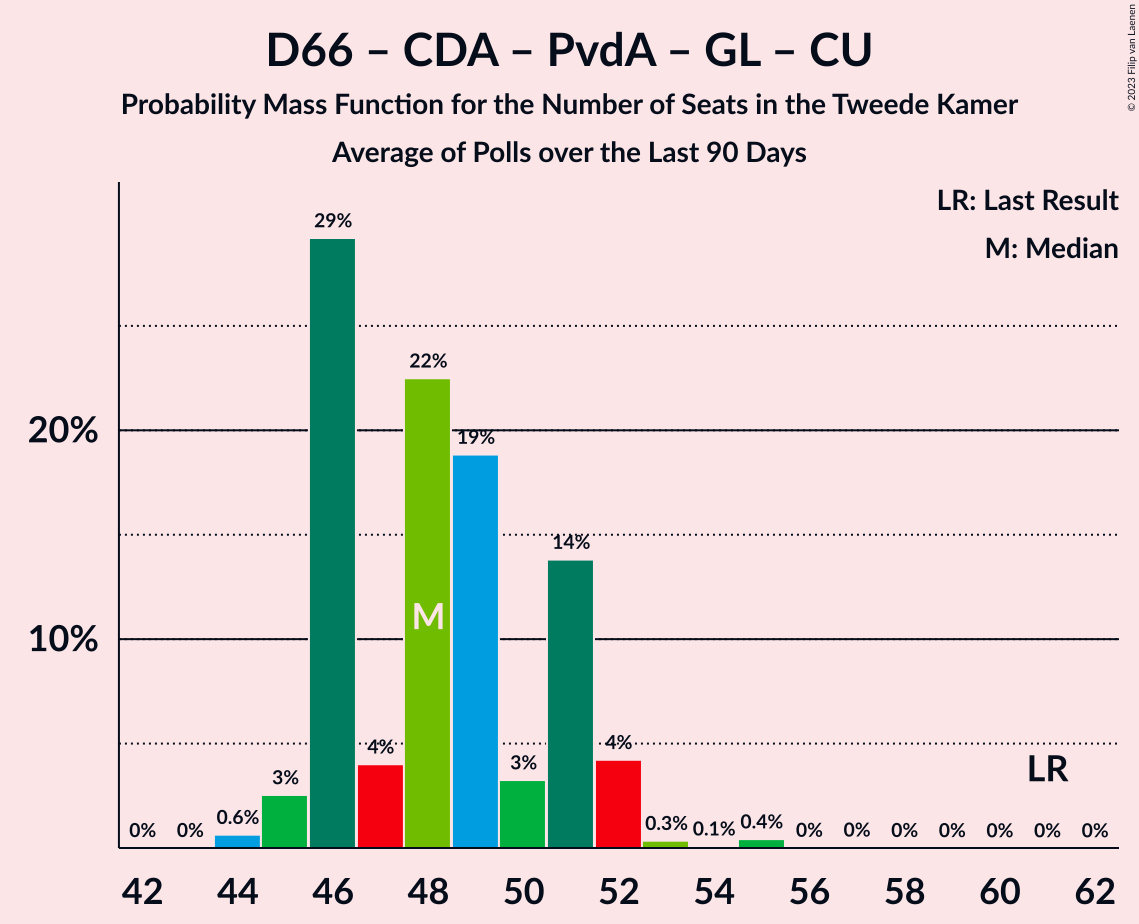 D66 – CDA – PvdA – GL – CU
Probability Mass Function for the Number of Seats in the Tweede Kamer
Average of Polls over the Last 90 Days
© 2023 Filip van Laenen
LR: Last Result
M: Median
20%
10%
0%
0%
0.6%
3%
29%
4%
22%
19%
3%
14%
4%
0.3%
0.1%
0.4%
0%
0%
0%
0%
0%
0%
0%
M
LR
42 44 46 48 50 52 54 56 58 60 62